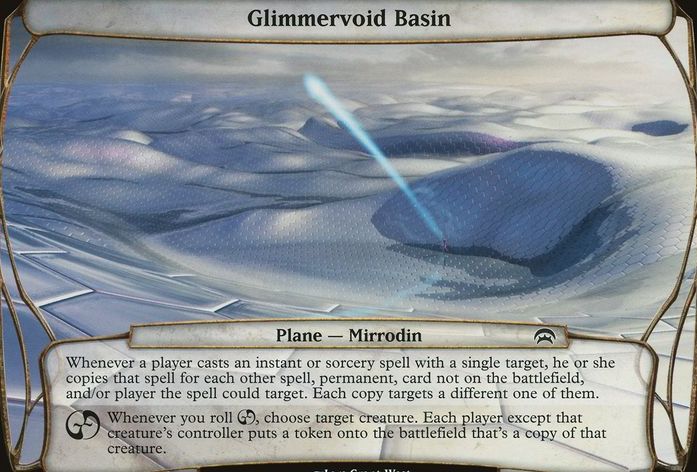 Glimmervoid Basin
Plane — Mirrodin
Whenever a player casts an instant or sorcery spell with a single target, he or she
copies that spell for each other spell, permanent, card not on the battlefield,
and/or player the spell could target. Each copy targets a different one of them.
Whenever you roll , choose target creature. Each player except that
creature's controller puts a token onto the battlefield that's a copy of that
creature.